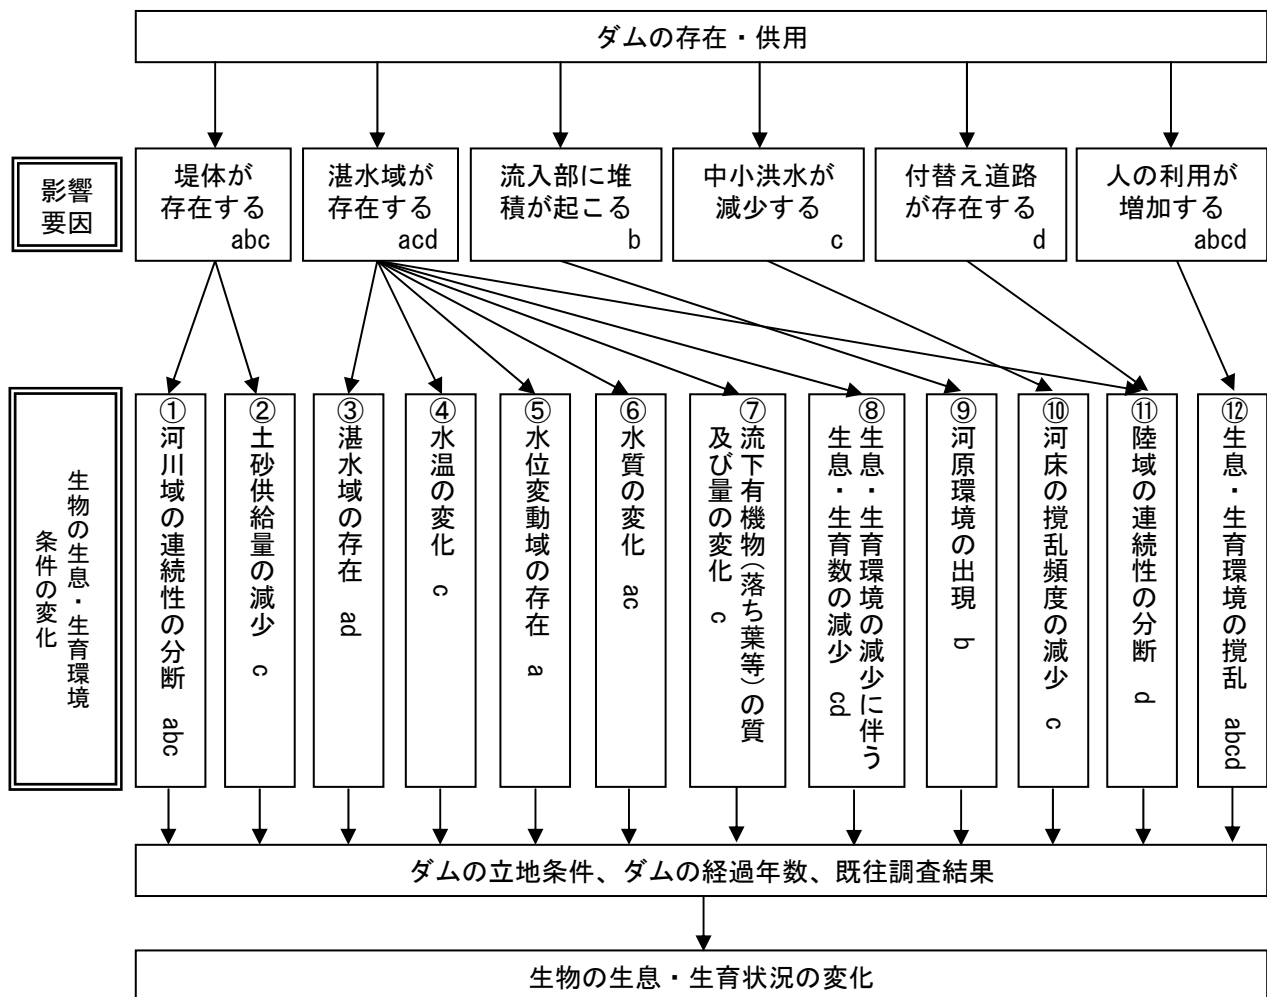 ダムの存在・供用
影響
要因
堤体が
存在する
abc
湛水域が
存在する
acd
流入部に堆
積が起こる
b
中小洪水が
減少する
c
付替え道路
が存在する
d
人の利用が
増加する
abcd
生物の生息・生育環境
条件の変化
①河川域の連続性の分断 abc
②土砂供給量の減少 c
③湛水域の存在 ad
④水温の変化 c
⑤水位変動域の存在 a
⑥水質の変化 ac
⑦流下有機物(落ち葉等)の質
及び量の変化 c
⑧生息・生育環境の減少に伴う
生息・生育数の減少 cd
⑨河原環境の出現 b
⑩河床の撹乱頻度の減少 c
⑪陸域の連続性の分断 d
⑫生息・生育環境の撹乱 abcd
ダムの立地条件、ダムの経過年数、既往調査結果
生物の生息・生育状況の変化